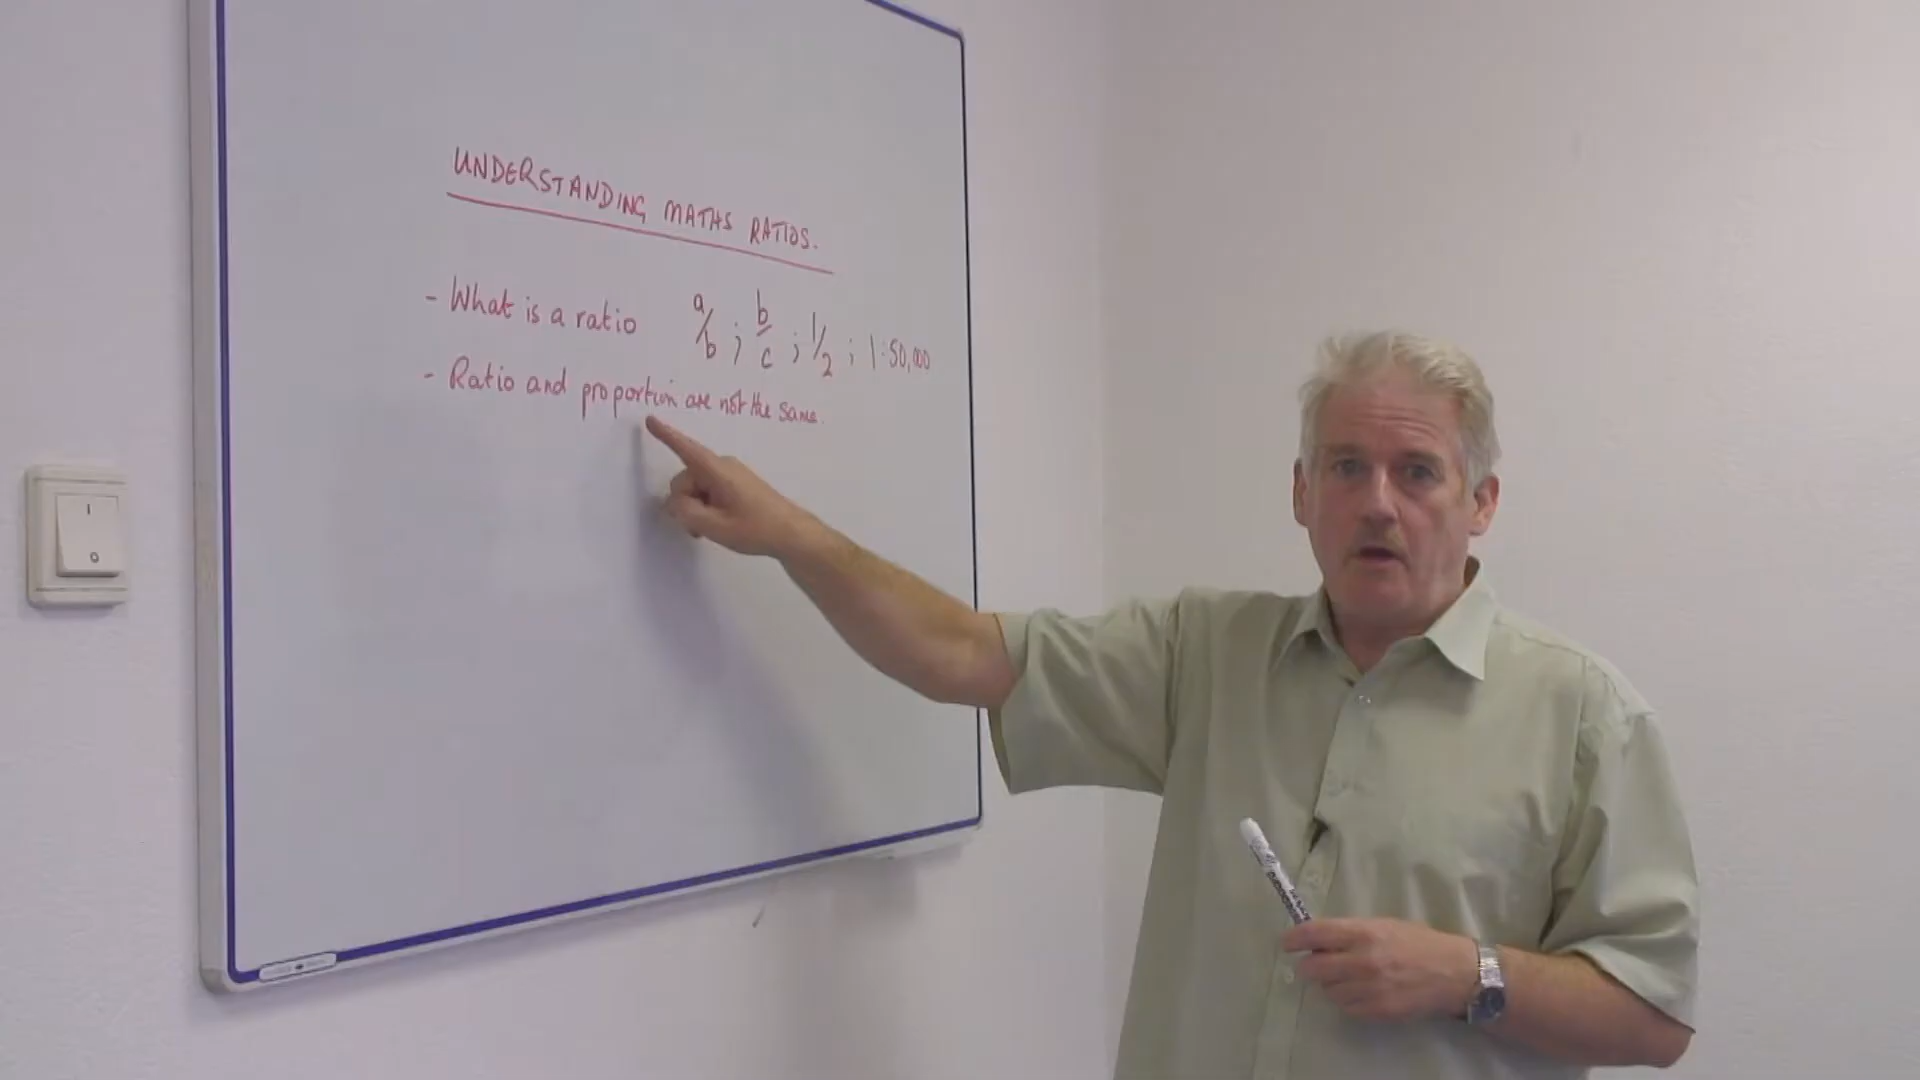 UNDERSTANDING MATHS RATIOS.
- What is a ratio a/b ; b/c ; 1/2 ; 1:50,000
- Ratio and proportion are not the same.